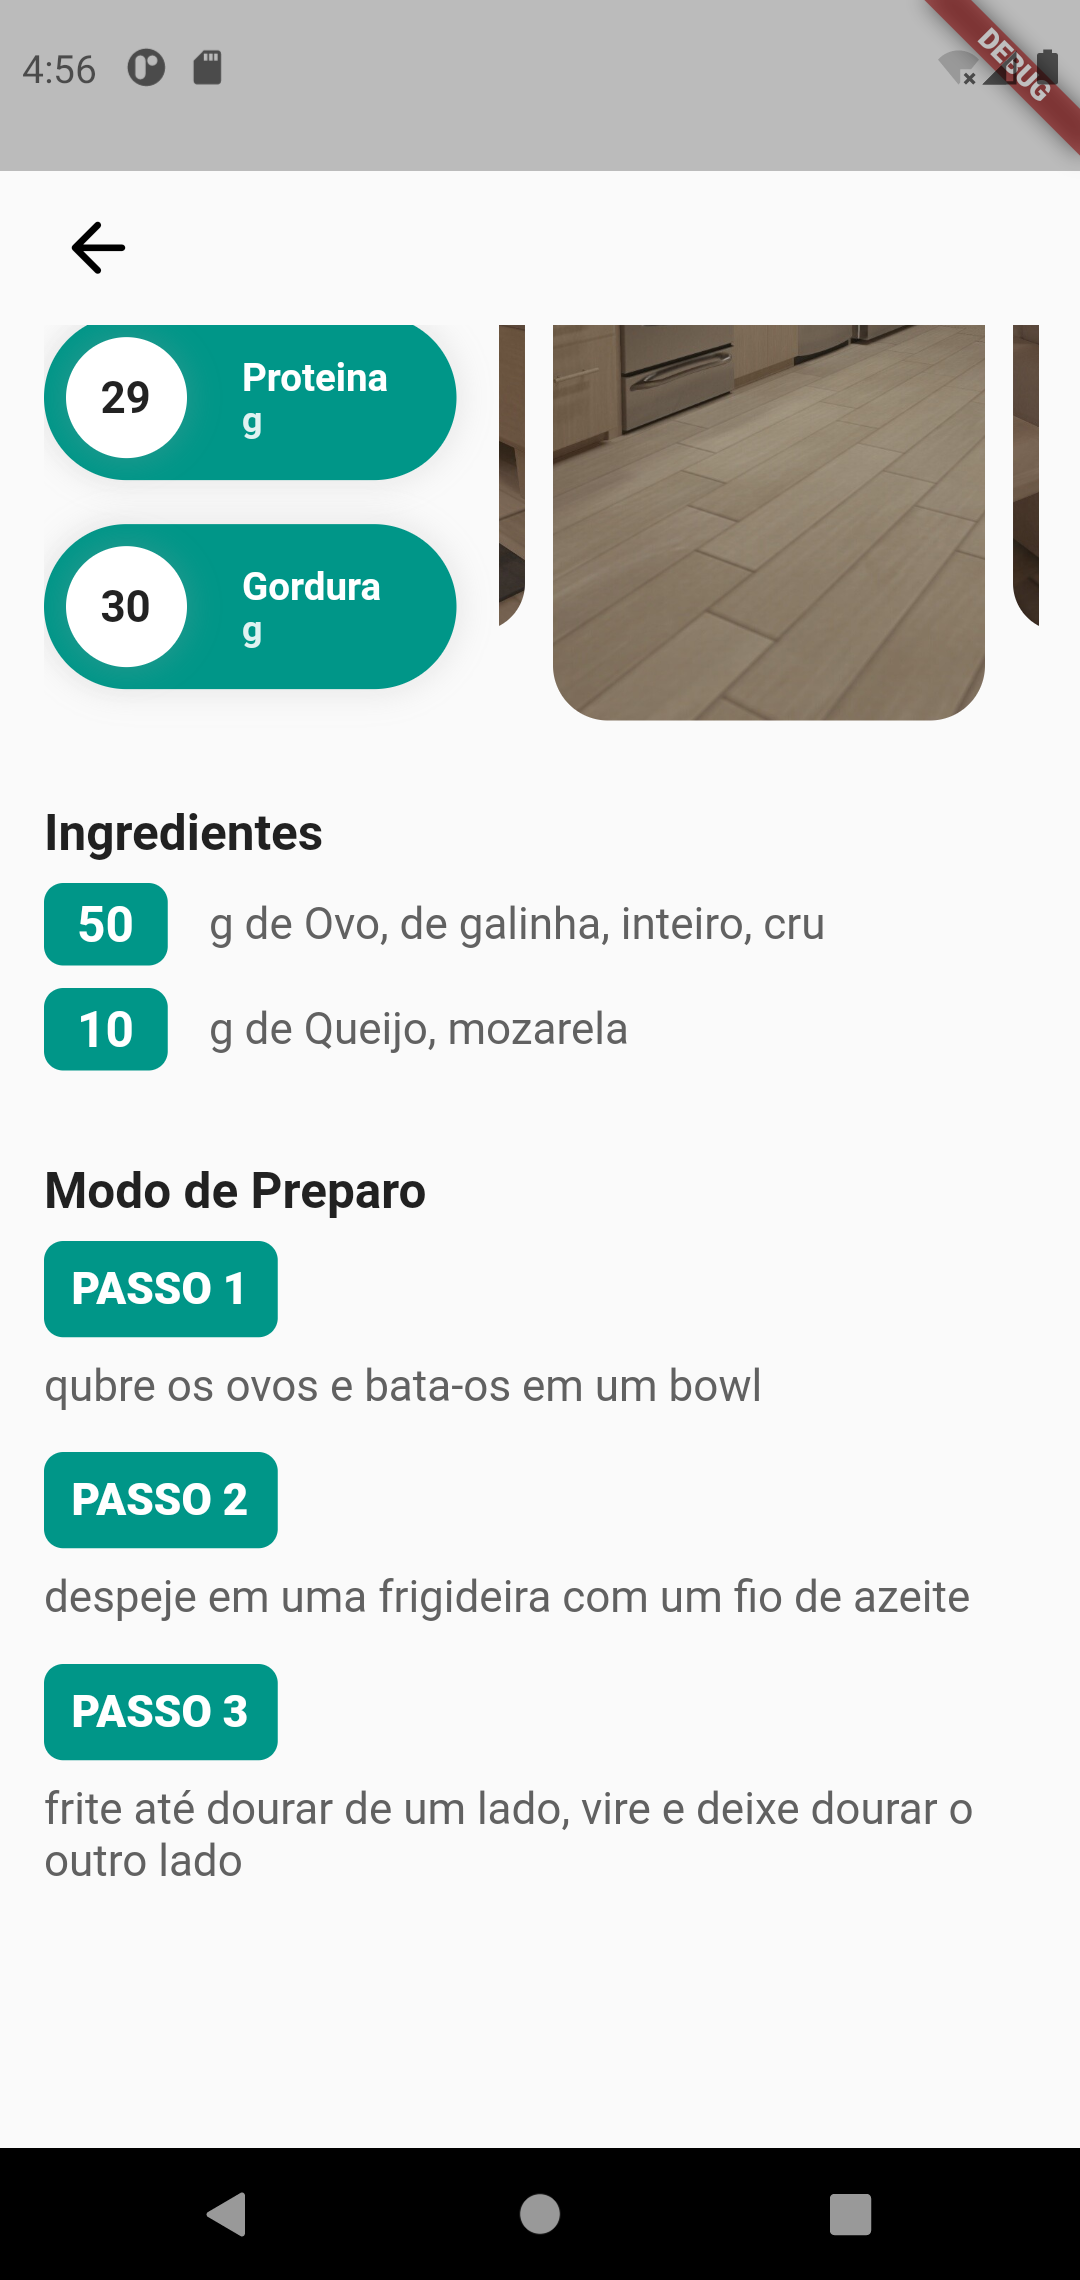 4:56
DEBUG
29
Proteina
g
30
Gordura
g
Ingredientes
50
g de Ovo, de galinha, inteiro, cru
10
g de Queijo, mozarela
Modo de Preparo
PASSO 1
qubre os ovos e bata-os em um bowl
PASSO 2
despeje em uma frigideira com um fio de azeite
PASSO 3
frite até dourar de um lado, vire e deixe dourar o
outro lado